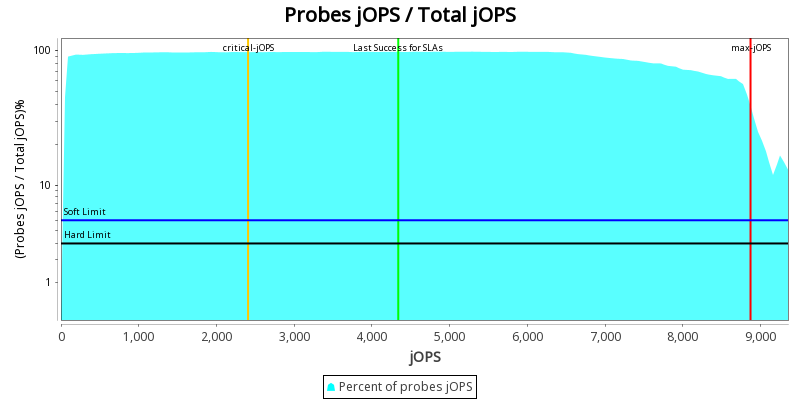 Probes jOPS / Total jOPS
critical-jOPS
Last Success for SLAs
max-jOPS
(Probes jOPS / Total jOPS)%
100
10
1
Soft Limit
Hard Limit
0
1,000
2,000
3,000
4,000
5,000
6,000
7,000
8,000
9,000
jOPS
Percent of probes jOPS